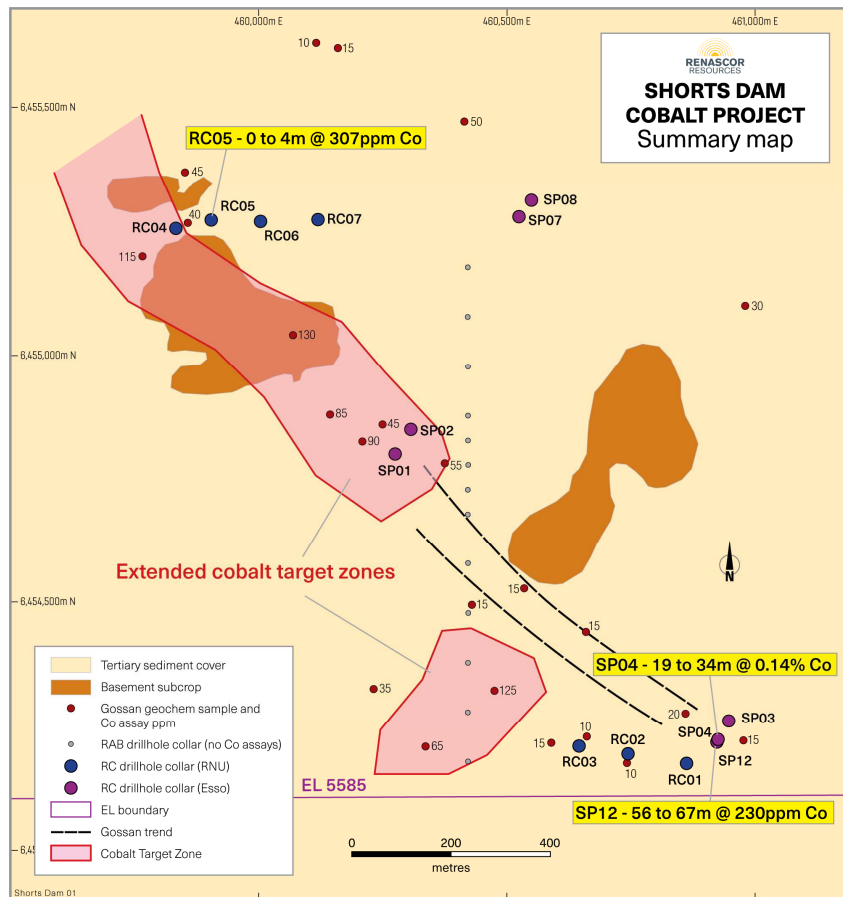 460,000m E
460,500m E
461,000m E
10
15
RENASCOR
RESOURCES
SHORTS DAM
COBALT PROJECT
Summary map
6,455,500m N
50
RC05 - 0 to 4m @ 307ppm Co
45
SP08
RC05
SP07
40
RC07
RC04
RC06
115
30
130
6,455,000m N
85
45
SP02
90
55
SP01
Extended cobalt target zones
N
15
6,454,500m N
15
15
SP04 - 19 to 34m @ 0.14% Co
35
125
20
SP03
SP04
10
15
15
RC02
65
RC03
SP12
10
RC01
EL 5585
SP12 - 56 to 67m @ 230ppm Co
Tertiary sediment cover
Basement subcrop
Gossan geochem sample and
Co assay ppm
RAB drillhole collar (no Co assays)
RC drillhole collar (RNU)
RC drillhole collar (Esso)
EL boundary
Gossan trend
Cobalt Target Zone
0
200
400
metres
Shorts Dam 01